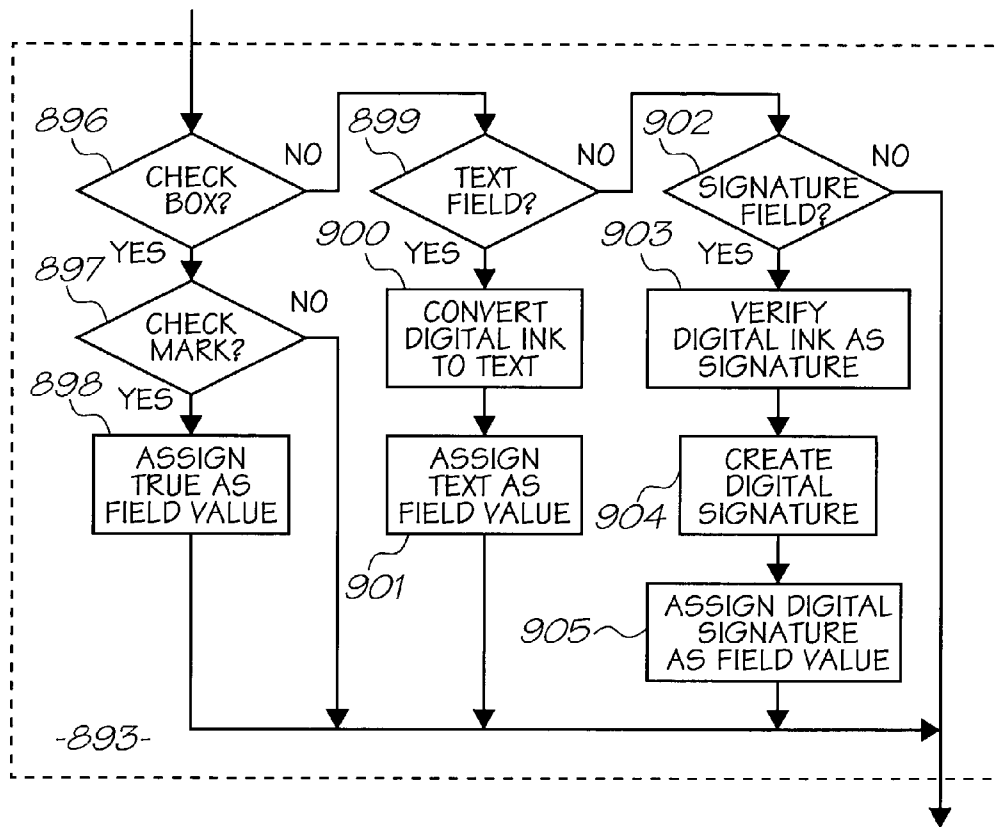 896
CHECK
BOX?
NO
YES
897
CHECK
MARK?
NO
YES
898
ASSIGN
TRUE AS
FIELD VALUE
899
TEXT
FIELD?
NO
YES
900
CONVERT
DIGITAL INK
TO TEXT
ASSIGN
TEXT AS
FIELD VALUE
901
902
SIGNATURE
FIELD?
NO
YES
903
VERIFY
DIGITAL INK AS
SIGNATURE
CREATE
DIGITAL
SIGNATURE
904
ASSIGN DIGITAL
SIGNATURE
AS FIELD VALUE
905
-893-